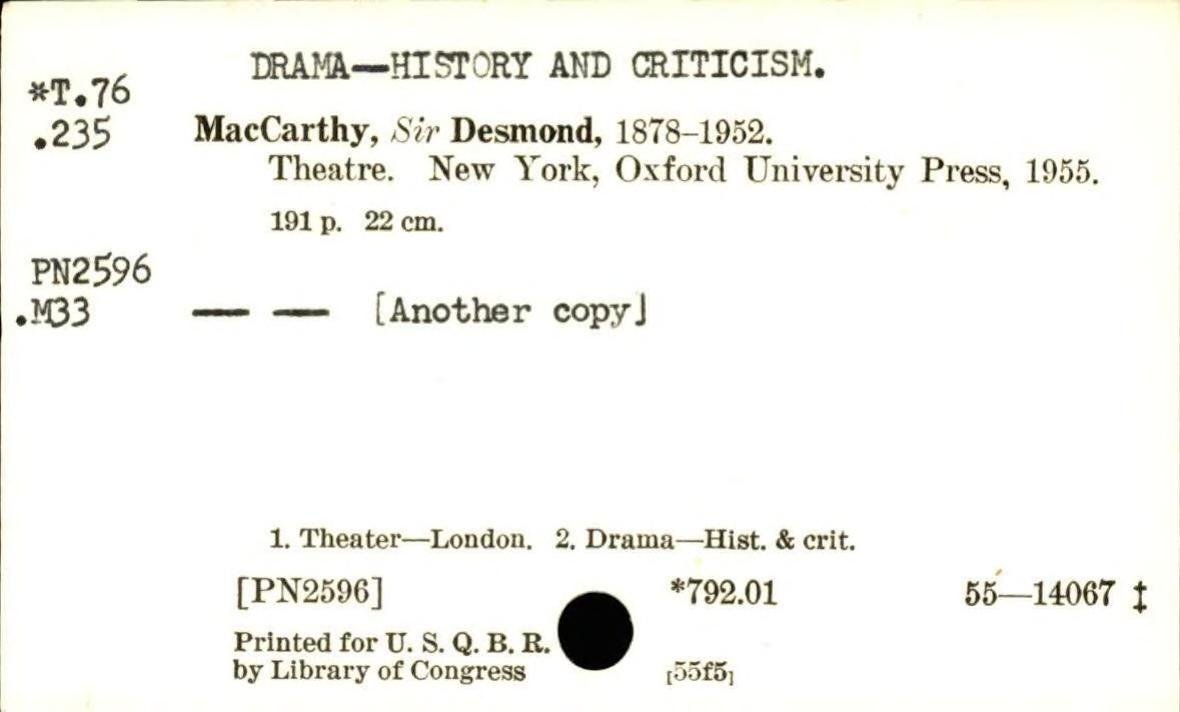 DRAMA—HISTORY AND CRITICISM.
*T.76
.235
MacCarthy, Sir Desmond, 1878–1952.
Theatre. New York, Oxford University Press, 1955.
191 p. 22 cm.
PN2596
.M33
— — [Another copy]
1. Theater—London. 2. Drama—Hist. & crit.
[PN2596] *792.01 55—14067 ‡
Printed for U. S. Q. B. R.
by Library of Congress [55f5]